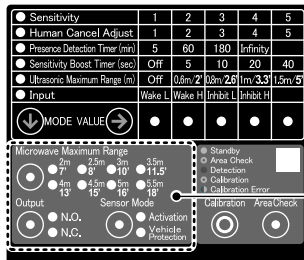 Sensitivity 1 2 3 4 5
Human Cancel Adjust 1 2 3 4 5
Presence Detection Timer (min) 5 60 180 Infinity
Sensitivity Boost Timer (sec) Off 5 10 20 40
Ultrasonic Maximum Range (m) Off 0.6m/2' 0.8m/2.6' 1m/3.3' 1.5m/5'
Input Wake L Wake H Inhibit L Inhibit H
MODE VALUE
Microwave Maximum Range
2m 2.5m 3m 3.5m
7' 8' 10' 11.5'
4m 4.5m 5m 5.5m
13' 15' 16' 18'
Output Sensor Mode
N.O. Activation
N.C. Vehicle Protection
Standby
Area Check
Detection
Calibration
Calibration Error
Calibration Area Check